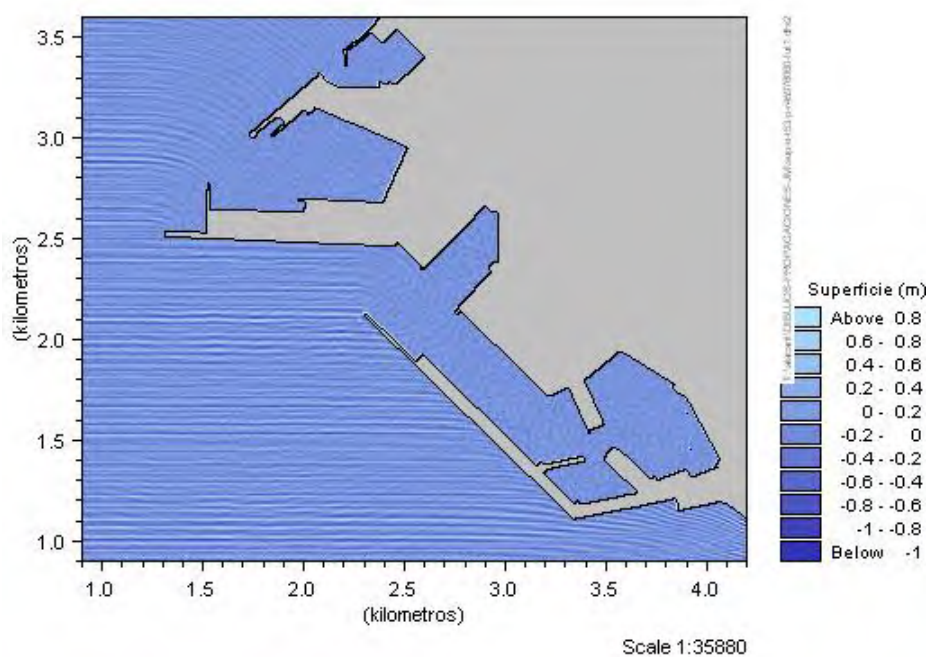 3.5
3.0
2.5
2.0
1.5
1.0
(kilometros)
1.0 1.5 2.0 2.5 3.0 3.5 4.0
(kilometros)
Scale 1:35880
Superficie (m)
Above 0.8
0.6 - 0.8
0.4 - 0.6
0.2 - 0.4
0 - 0.2
-0.2 - 0
-0.4 - -0.2
-0.6 - -0.4
-0.8 - -0.6
-1 - -0.8
Below -1